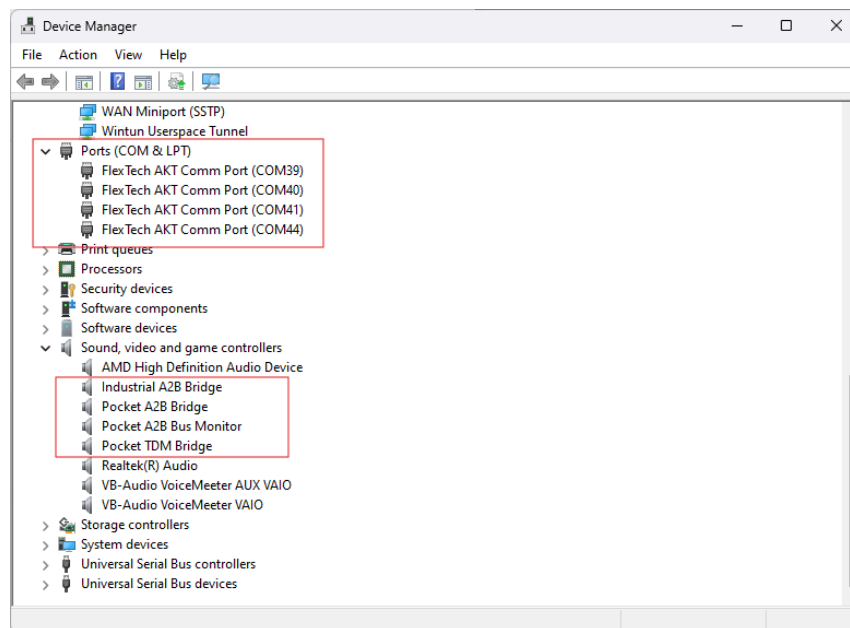 Device Manager
File Action View Help
WAN Miniport (SSTP)
Wintun Userspace Tunnel
Ports (COM & LPT)
FlexTech AKT Comm Port (COM39)
FlexTech AKT Comm Port (COM40)
FlexTech AKT Comm Port (COM41)
FlexTech AKT Comm Port (COM44)
Print queues
Processors
Security devices
Software components
Software devices
Sound, video and game controllers
AMD High Definition Audio Device
Industrial A2B Bridge
Pocket A2B Bridge
Pocket A2B Bus Monitor
Pocket TDM Bridge
Realtek(R) Audio
VB-Audio VoiceMeeter AUX VAIO
VB-Audio VoiceMeeter VAIO
Storage controllers
System devices
Universal Serial Bus controllers
Universal Serial Bus devices